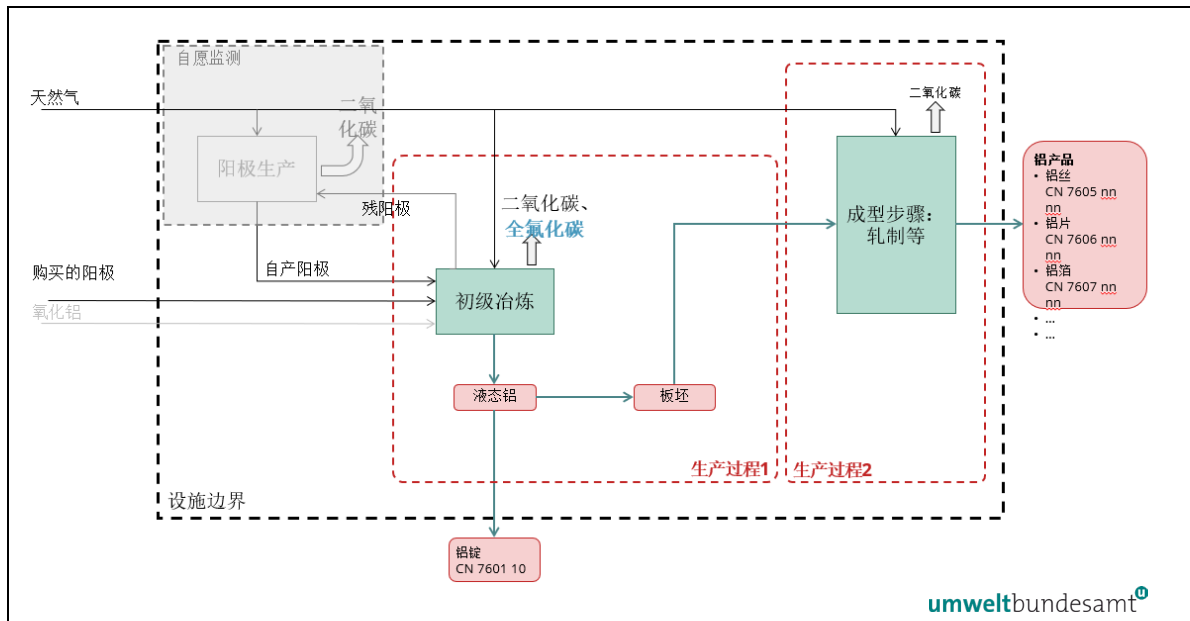 自愿监测
天然气
二氧
化碳
二氧化碳
阳极生产
残阳极
二氧化碳、
全氟化碳
成型步骤：
轧制等
铝产品
• 铝丝
CN 7605 nn
nn
• 铝片
CN 7606 nn
nn
• 铝箔
CN 7607 nn
nn
• ...
• ...
自产阳极
购买的阳极
氧化铝
初级冶炼
液态铝
板坯
生产过程1
生产过程2
设施边界
铝锭
CN 7601 10
umweltbundesamt
u